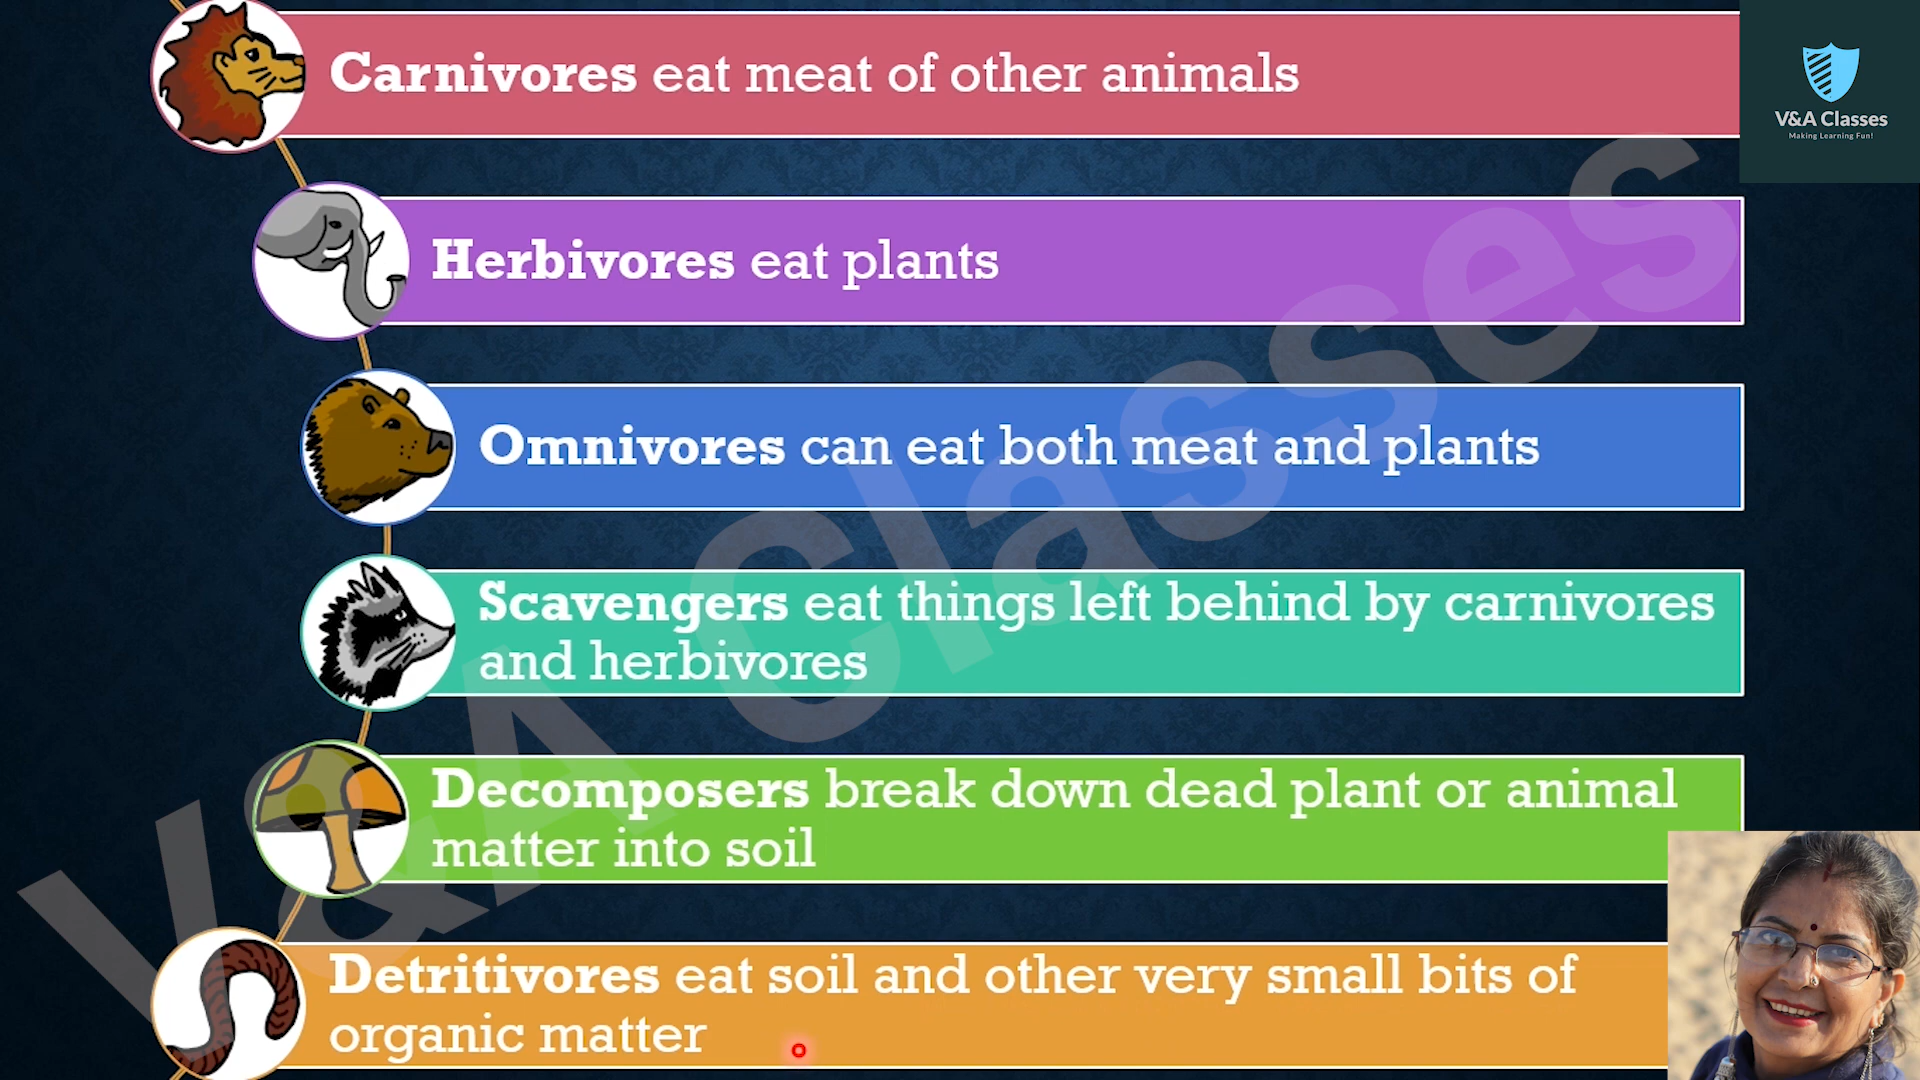 Carnivores eat meat of other animals
V&A Classes
Making Learning Fun!
Herbivores eat plants
Omnivores can eat both meat and plants
Scavengers eat things left behind by carnivores
and herbivores
Decomposers break down dead plant or animal
matter into soil
Detritivores eat soil and other very small bits of
organic matter
V&A Classes